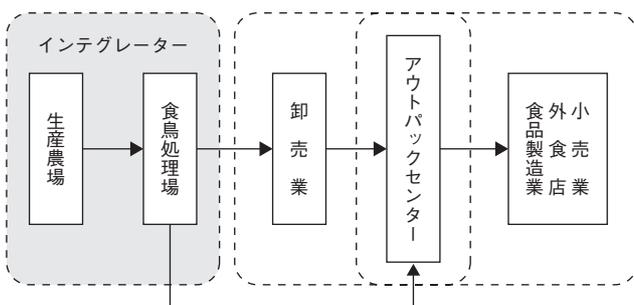 インテグレーター
生産農場
食鳥処理場
卸売業
アウトパックセンター
小売業
外食店
食品製造業